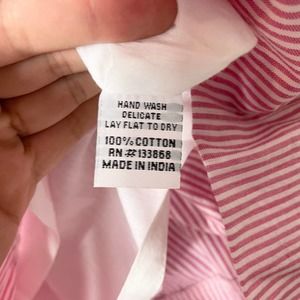 HAND WASH
DELICATE
LAY FLAT TO DRY
100% COTTON
RN #133868
MADE IN INDIA